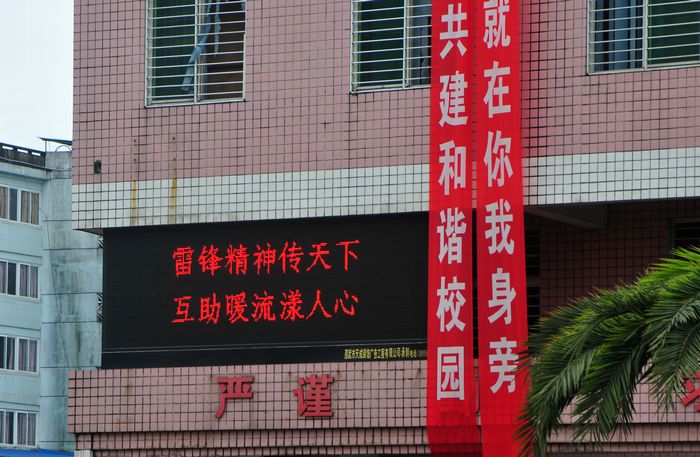 共建和谐校园
就在你我身旁
雷锋精神传天下
互助暖流漾人心
严谨